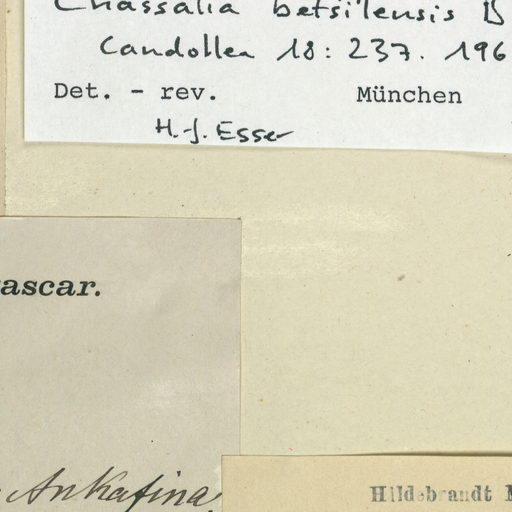 Chassalia betsilensis B
Candollea 18: 237. 196
Det. - rev. München
H.-J. Esser
ascar.
Ankafina,
Hildebrandt